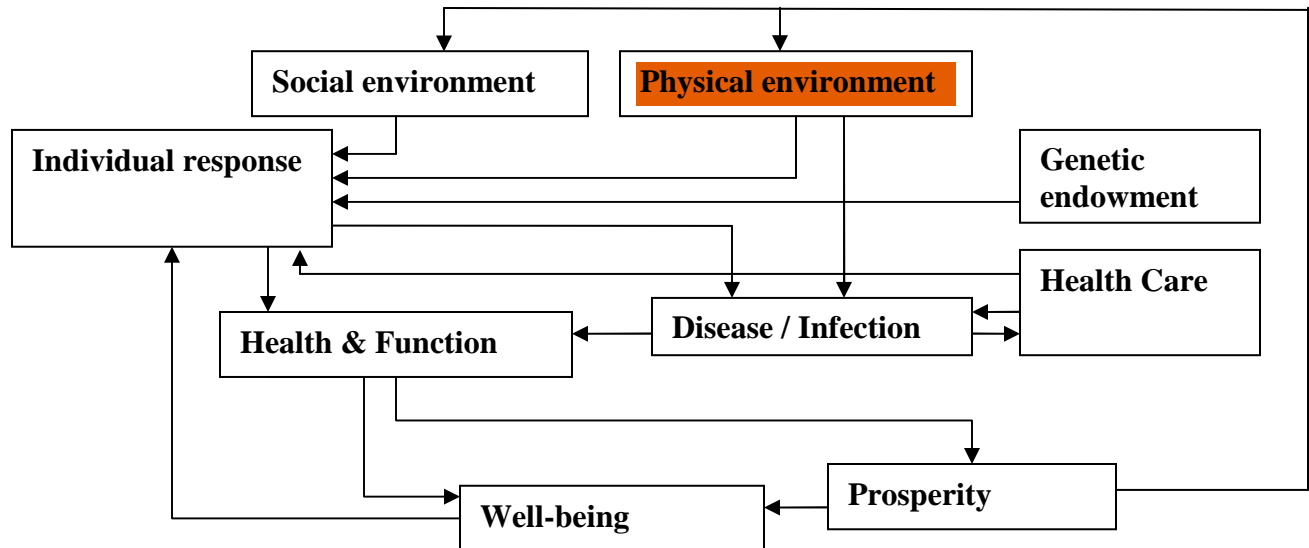 Social environment
Physical environment
Individual response
Genetic
endowment
Health Care
Disease / Infection
Health & Function
Prosperity
Well-being